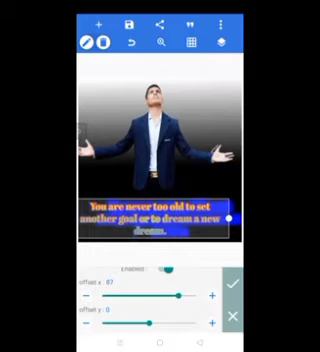 You are never too old to set
another goal or to dream a new
dream.
Enabled :
offset x : 87
offset y : 0